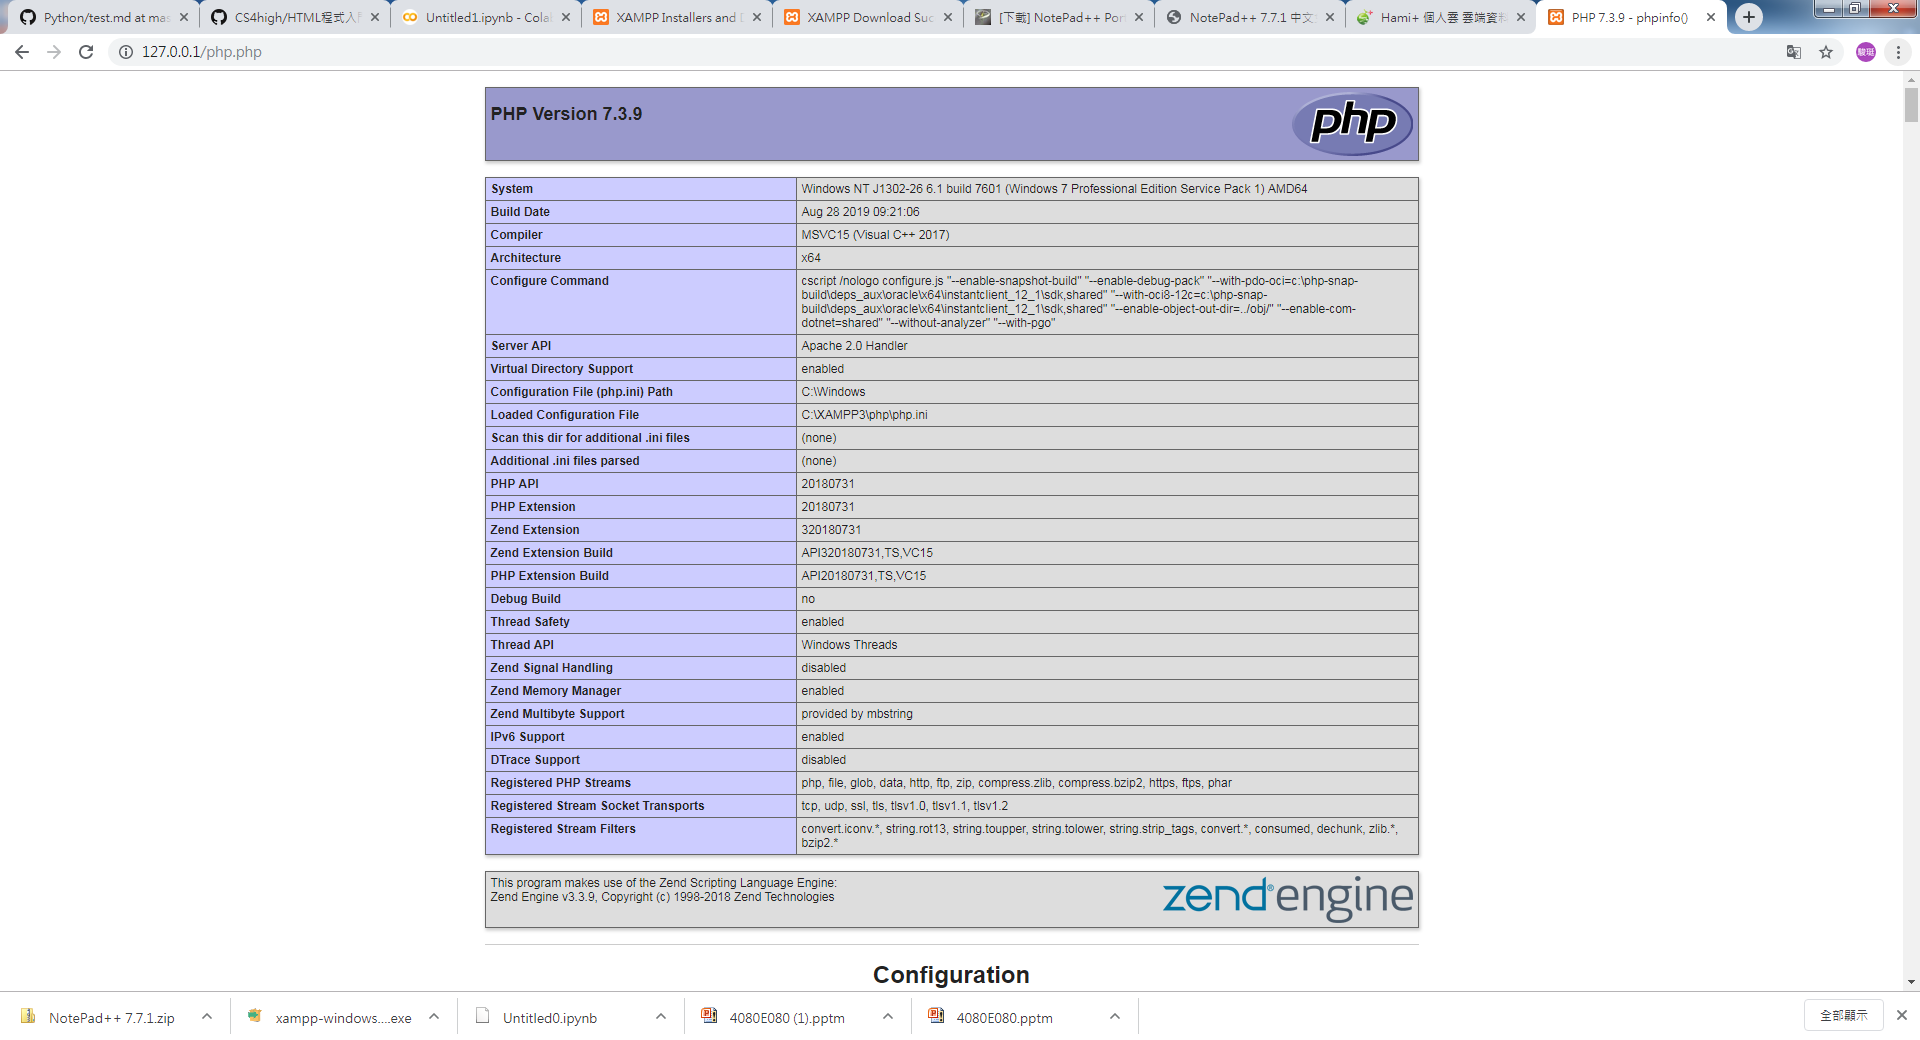 Python/test.md at mas
CS4high/HTML程式入
Untitled1.ipynb - Cola
XAMPP Installers and D
XAMPP Download Suc
[下載] NotePad++ Por
NotePad++ 7.7.1 中文
Hami+ 個人雲 雲端資料
PHP 7.3.9 - phpinfo()
127.0.0.1/php.php
PHP Version 7.3.9
php
System Windows NT J1302-26 6.1 build 7601 (Windows 7 Professional Edition Service Pack 1) AMD64
Build Date Aug 28 2019 09:21:06
Compiler MSVC15 (Visual C++ 2017)
Architecture x64
Configure Command cscript /nologo configure.js "--enable-snapshot-build" "--enable-debug-pack" "--with-pdo-oci=c:\php-snap-
build\deps_aux\oracle\x64\instantclient_12_1\sdk,shared" "--with-oci8-12c=c:\php-snap-
build\deps_aux\oracle\x64\instantclient_12_1\sdk,shared" "--enable-object-out-dir=../obj/" "--enable-com-
dotnet=shared" "--without-analyzer" "--with-pgo"
Server API Apache 2.0 Handler
Virtual Directory Support enabled
Configuration File (php.ini) Path C:\Windows
Loaded Configuration File C:\XAMPP3\php\php.ini
Scan this dir for additional .ini files (none)
Additional .ini files parsed (none)
PHP API 20180731
PHP Extension 20180731
Zend Extension 320180731
Zend Extension Build API320180731,TS,VC15
PHP Extension Build API20180731,TS,VC15
Debug Build no
Thread Safety enabled
Thread API Windows Threads
Zend Signal Handling disabled
Zend Memory Manager enabled
Zend Multibyte Support provided by mbstring
IPv6 Support enabled
DTrace Support disabled
Registered PHP Streams php, file, glob, data, http, ftp, zip, compress.zlib, compress.bzip2, https, ftps, phar
Registered Stream Socket Transports tcp, udp, ssl, tls, tlsv1.0, tlsv1.1, tlsv1.2
Registered Stream Filters convert.iconv.*, string.rot13, string.toupper, string.tolower, string.strip_tags, convert.*, consumed, dechunk, zlib.*,
bzip2.*
This program makes use of the Zend Scripting Language Engine:
Zend Engine v3.3.9, Copyright (c) 1998-2018 Zend Technologies
zend® engine
Configuration
NotePad++ 7.7.1.zip
xampp-windows....exe
Untitled0.ipynb
4080E080 (1).pptm
4080E080.pptm
全部顯示